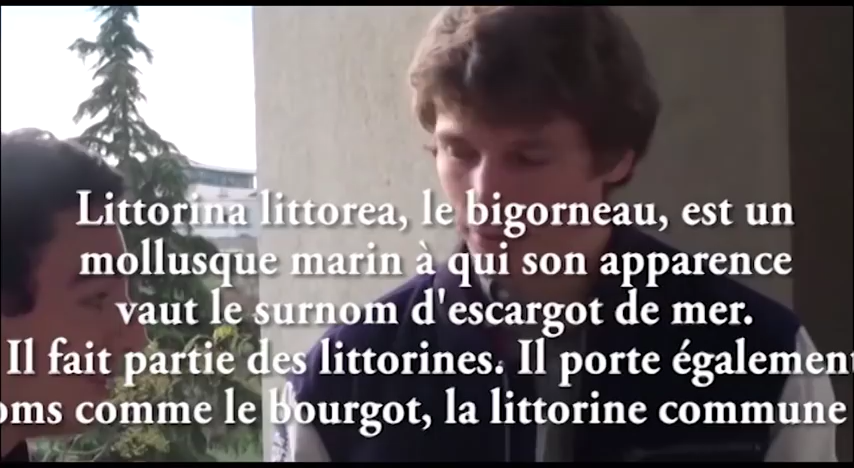 Littorina littorea, le bigorneau, est un
mollusque marin à qui son apparence
vaut le surnom d'escargot de mer.
Il fait partie des littorines. Il porte également
comme le bourgot, la littorine commune